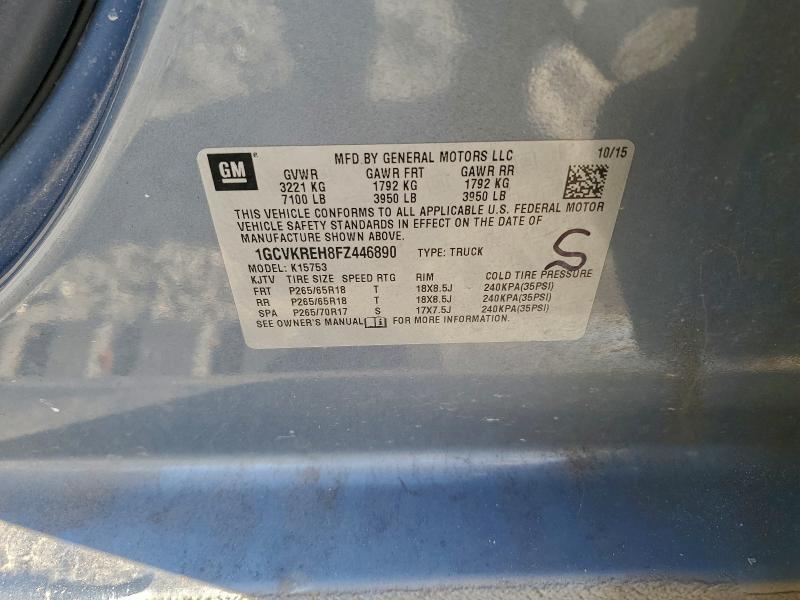 GM
®
MFD.BY GENERAL MOTORS LLC
10/15
GVWR GAWR FRT GAWR RR
3221 KG 1792 KG 1792 KG
7100 LB 3950 LB 3950 LB
THIS VEHICLE CONFORMS TO ALL APPLICABLE U.S. FEDERAL MOTOR
VEHICLE SAFETY STANDARDS IN EFFECT ON THE DATE OF
MANUFACTURE SHOWN ABOVE.
S
1GCVKREH8FZ446890 TYPE: TRUCK
MODEL: K15753
KJTV TIRE SIZE SPEED RTG RIM COLD TIRE PRESSURE
FRT P265/65R18 T 18X8.5J 240KPA(35PSI)
RR P265/65R18 T 18X8.5J 240KPA(35PSI)
SPA P265/70R17 S 17X7.5J 240KPA(35PSI)
SEE OWNER'S MANUAL FOR MORE INFORMATION.